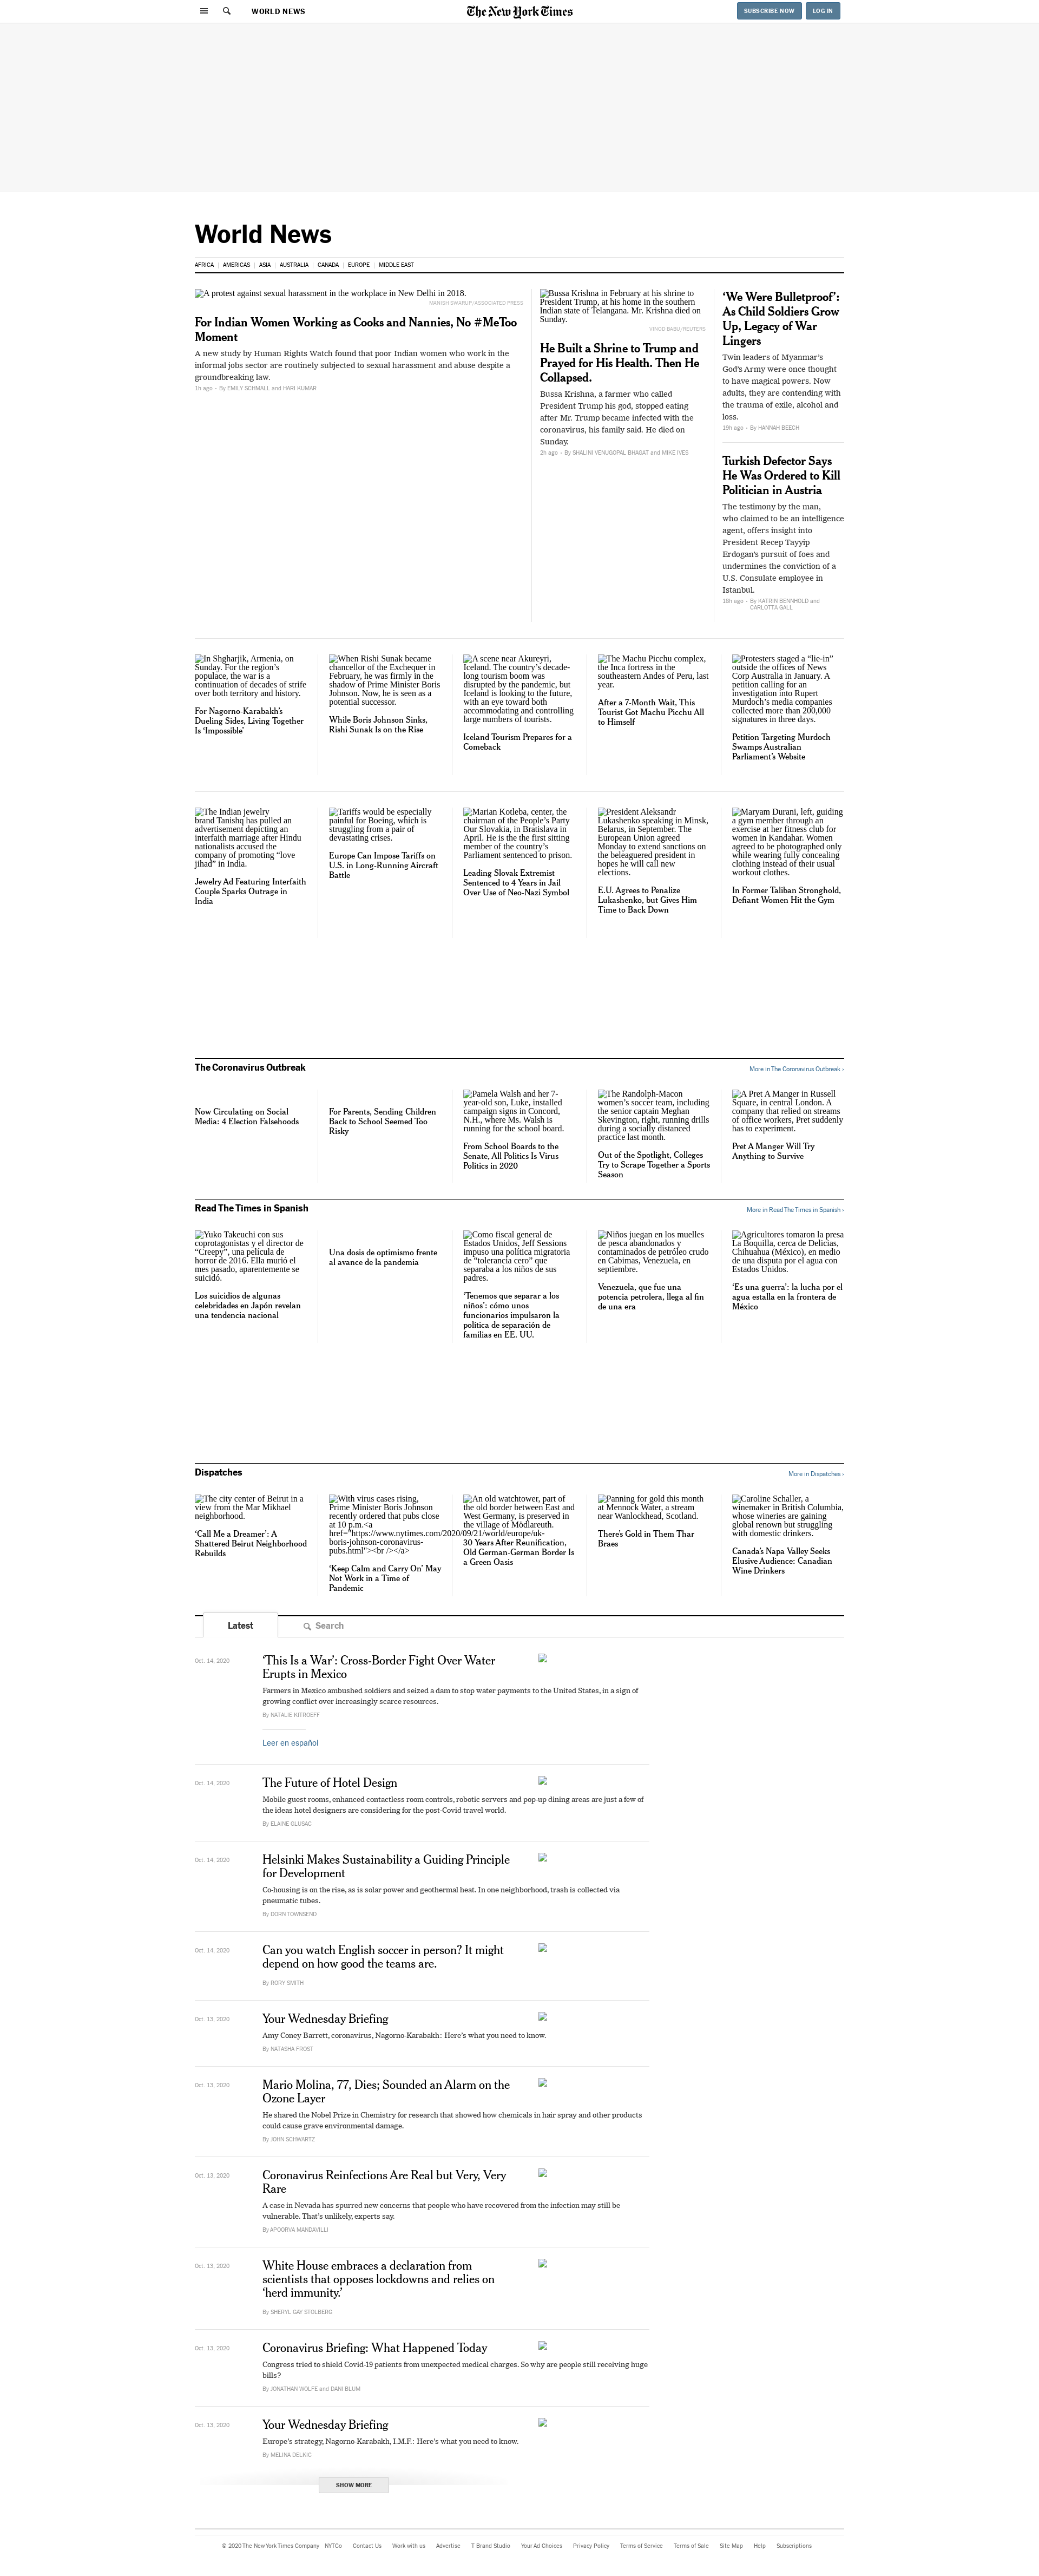 WORLD NEWS
The New York Times
SUBSCRIBE NOW
LOG IN
World News
AFRICA
AMERICAS
ASIA
AUSTRALIA
CANADA
EUROPE
MIDDLE EAST
A protest against sexual harassment in the workplace in New Delhi in 2018.
MANISH SWARUP/ASSOCIATED PRESS
For Indian Women Working as Cooks and Nannies, No #MeToo
Moment
A new study by Human Rights Watch found that poor Indian women who work in the
informal jobs sector are routinely subjected to sexual harassment and abuse despite a
groundbreaking law.
1h ago - By EMILY SCHMALL and HARI KUMAR
Bussa Krishna in February at his shrine to
President Trump, at his home in the southern
Indian state of Telangana. Mr. Krishna died on
Sunday.
VINOD BABU/REUTERS
He Built a Shrine to Trump and
Prayed for His Health. Then He
Collapsed.
Bussa Krishna, a farmer who called
President Trump his god, stopped eating
after Mr. Trump became infected with the
coronavirus, his family said. He died on
Sunday.
2h ago - By SHALINI VENUGOPAL BHAGAT and MIKE IVES
‘We Were Bulletproof’:
As Child Soldiers Grow
Up, Legacy of War
Lingers
Twin leaders of Myanmar’s
God’s Army were once thought
to have magical powers. Now
adults, they are contending with
the trauma of exile, alcohol and
loss.
19h ago - By HANNAH BEECH
Turkish Defector Says
He Was Ordered to Kill
Politician in Austria
The testimony by the man,
who claimed to be an intelligence
agent, offers insight into
President Recep Tayyip
Erdogan’s pursuit of foes and
undermines the conviction of a
U.S. Consulate employee in
Istanbul.
18h ago - By KATRIN BENNHOLD and
CARLOTTA GALL
In Shgharjik, Armenia, on
Sunday. For the region’s
populace, the war is a
continuation of decades of strife
over both territory and history.
For Nagorno-Karabakh’s
Dueling Sides, Living Together
Is ‘Impossible’
When Rishi Sunak became
chancellor of the Exchequer in
February, he was firmly in the
shadow of Prime Minister Boris
Johnson. Now, he is seen as a
potential successor.
While Boris Johnson Sinks,
Rishi Sunak Is on the Rise
A scene near Akureyri,
Iceland. The country’s decade-
long tourism boom was
disrupted by the pandemic, but
Iceland is looking to the future,
with an eye toward both
accommodating and controlling
large numbers of tourists.
Iceland Tourism Prepares for a
Comeback
The Machu Picchu complex,
the Inca fortress in the
southeastern Andes of Peru, last
year.
After a 7-Month Wait, This
Tourist Got Machu Picchu All
to Himself
Protesters staged a “lie-in”
outside the offices of News
Corp Australia in January. A
petition calling for an
investigation into Rupert
Murdoch’s media companies
collected more than 200,000
signatures in three days.
Petition Targeting Murdoch
Swamps Australian
Parliament’s Website
The Indian jewelry
brand Tanishq has pulled an
advertisement depicting an
interfaith marriage after Hindu
nationalists accused the
company of promoting “love
jihad” in India.
Jewelry Ad Featuring Interfaith
Couple Sparks Outrage in
India
Tariffs would be especially
painful for Boeing, which is
struggling from a pair of
devastating crises.
Europe Can Impose Tariffs on
U.S. in Long-Running Aircraft
Battle
Marian Kotleba, center, the
chairman of the People’s Party
Our Slovakia, in Bratislava in
April. He is the the first sitting
member of the country’s
Parliament sentenced to prison.
Leading Slovak Extremist
Sentenced to 4 Years in Jail
Over Use of Neo-Nazi Symbol
President Aleksandr
Lukashenko speaking in Minsk,
Belarus, in September. The
European Union agreed
Monday to extend sanctions on
the beleaguered president in
hopes he will call new
elections.
E.U. Agrees to Penalize
Lukashenko, but Gives Him
Time to Back Down
Maryam Durani, left, guiding
a gym member through an
exercise at her fitness club for
women in Kandahar. Women
agreed to be photographed only
while wearing fully concealing
clothing instead of their usual
workout clothes.
In Former Taliban Stronghold,
Defiant Women Hit the Gym
The Coronavirus Outbreak
More in The Coronavirus Outbreak ›
Now Circulating on Social
Media: 4 Election Falsehoods
For Parents, Sending Children
Back to School Seemed Too
Risky
Pamela Walsh and her 7-
year-old son, Luke, installed
campaign signs in Concord,
N.H., where Ms. Walsh is
running for the school board.
From School Boards to the
Senate, All Politics Is Virus
Politics in 2020
The Randolph-Macon
women’s soccer team, including
the senior captain Meghan
Skevington, right, running drills
during a socially distanced
practice last month.
Out of the Spotlight, Colleges
Try to Scrape Together a Sports
Season
A Pret A Manger in Russell
Square, in central London. A
company that relied on streams
of office workers, Pret suddenly
has to experiment.
Pret A Manger Will Try
Anything to Survive
Read The Times in Spanish
More in Read The Times in Spanish ›
Yuko Takeuchi con sus
coprotagonistas y el director de
“Creepy”, una película de
horror de 2016. Ella murió el
mes pasado, aparentemente se
suicidó.
Los suicidios de algunas
celebridades en Japón revelan
una tendencia nacional
Una dosis de optimismo frente
al avance de la pandemia
Como fiscal general de
Estados Unidos, Jeff Sessions
impuso una política migratoria
de “tolerancia cero” que
separaba a los niños de sus
padres.
‘Tenemos que separar a los
niños’: cómo unos
funcionarios impulsaron la
política de separación de
familias en EE. UU.
Niños juegan en los muelles
de pesca abandonados y
contaminados de petróleo crudo
en Cabimas, Venezuela, en
septiembre.
Venezuela, que fue una
potencia petrolera, llega al fin
de una era
Agricultores tomaron la presa
La Boquilla, cerca de Delicias,
Chihuahua (México), en medio
de una disputa por el agua con
Estados Unidos.
‘Es una guerra’: la lucha por el
agua estalla en la frontera de
México
Dispatches
More in Dispatches ›
The city center of Beirut in a
view from the Mar Mikhael
neighborhood.
‘Call Me a Dreamer’: A
Shattered Beirut Neighborhood
Rebuilds
With virus cases rising,
Prime Minister Boris Johnson
recently ordered that pubs close
at 10 p.m.<a
href="https://www.nytimes.com/2020/09/21/world/europe/uk-
boris-johnson-coronavirus-
pubs.html"><br /></a>
‘Keep Calm and Carry On’ May
Not Work in a Time of
Pandemic
An old watchtower, part of
the old border between East and
West Germany, is preserved in
the village of Mödlareuth.
30 Years After Reunification,
Old German-German Border Is
a Green Oasis
Panning for gold this month
at Mennock Water, a stream
near Wanlockhead, Scotland.
There’s Gold in Them Thar
Braes
Caroline Schaller, a
winemaker in British Columbia,
whose wineries are gaining
global renown but struggling
with domestic drinkers.
Canada’s Napa Valley Seeks
Elusive Audience: Canadian
Wine Drinkers
Latest
Search
Oct. 14, 2020
‘This Is a War’: Cross-Border Fight Over Water
Erupts in Mexico
Farmers in Mexico ambushed soldiers and seized a dam to stop water payments to the United States, in a sign of
growing conflict over increasingly scarce resources.
By NATALIE KITROEFF
Leer en español
Oct. 14, 2020
The Future of Hotel Design
Mobile guest rooms, enhanced contactless room controls, robotic servers and pop-up dining areas are just a few of
the ideas hotel designers are considering for the post-Covid travel world.
By ELAINE GLUSAC
Oct. 14, 2020
Helsinki Makes Sustainability a Guiding Principle
for Development
Co-housing is on the rise, as is solar power and geothermal heat. In one neighborhood, trash is collected via
pneumatic tubes.
By DORN TOWNSEND
Oct. 14, 2020
Can you watch English soccer in person? It might
depend on how good the teams are.
By RORY SMITH
Oct. 13, 2020
Your Wednesday Briefing
Amy Coney Barrett, coronavirus, Nagorno-Karabakh: Here’s what you need to know.
By NATASHA FROST
Oct. 13, 2020
Mario Molina, 77, Dies; Sounded an Alarm on the
Ozone Layer
He shared the Nobel Prize in Chemistry for research that showed how chemicals in hair spray and other products
could cause grave environmental damage.
By JOHN SCHWARTZ
Oct. 13, 2020
Coronavirus Reinfections Are Real but Very, Very
Rare
A case in Nevada has spurred new concerns that people who have recovered from the infection may still be
vulnerable. That’s unlikely, experts say.
By APOORVA MANDAVILLI
Oct. 13, 2020
White House embraces a declaration from
scientists that opposes lockdowns and relies on
‘herd immunity.’
By SHERYL GAY STOLBERG
Oct. 13, 2020
Coronavirus Briefing: What Happened Today
Congress tried to shield Covid-19 patients from unexpected medical charges. So why are people still receiving huge
bills?
By JONATHAN WOLFE and DANI BLUM
Oct. 13, 2020
Your Wednesday Briefing
Europe’s strategy, Nagorno-Karabakh, I.M.F.: Here’s what you need to know.
By MELINA DELKIC
SHOW MORE
© 2020 The New York Times Company
NYTCo
Contact Us
Work with us
Advertise
T Brand Studio
Your Ad Choices
Privacy Policy
Terms of Service
Terms of Sale
Site Map
Help
Subscriptions